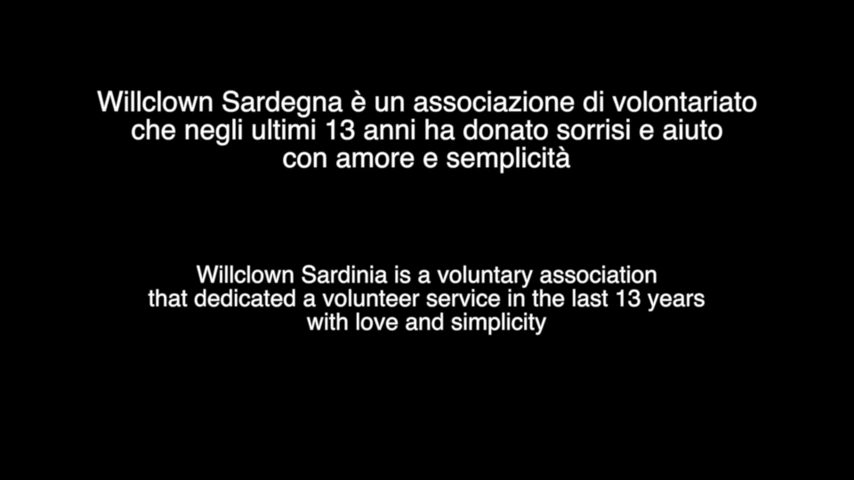 Willclown Sardegna è un associazione di volontariato
che negli ultimi 13 anni ha donato sorrisi e aiuto
con amore e semplicità
Willclown Sardinia is a voluntary association
that dedicated a volunteer service in the last 13 years
with love and simplicity